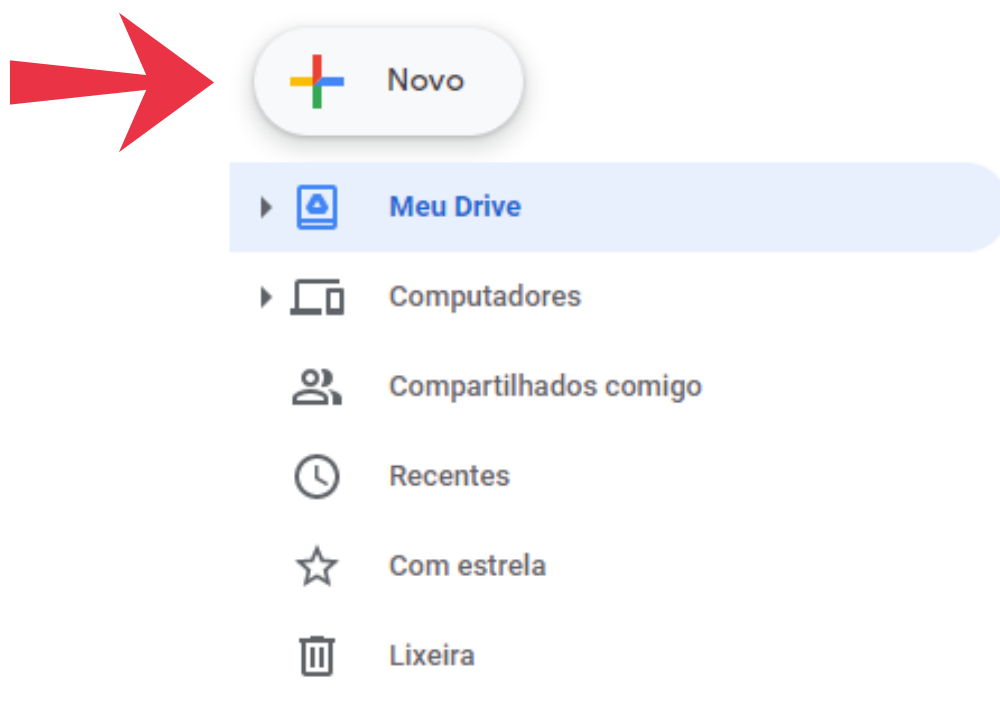 Novo
Meu Drive
Computadores
Compartilhados comigo
Recentes
Com estrela
Lixeira